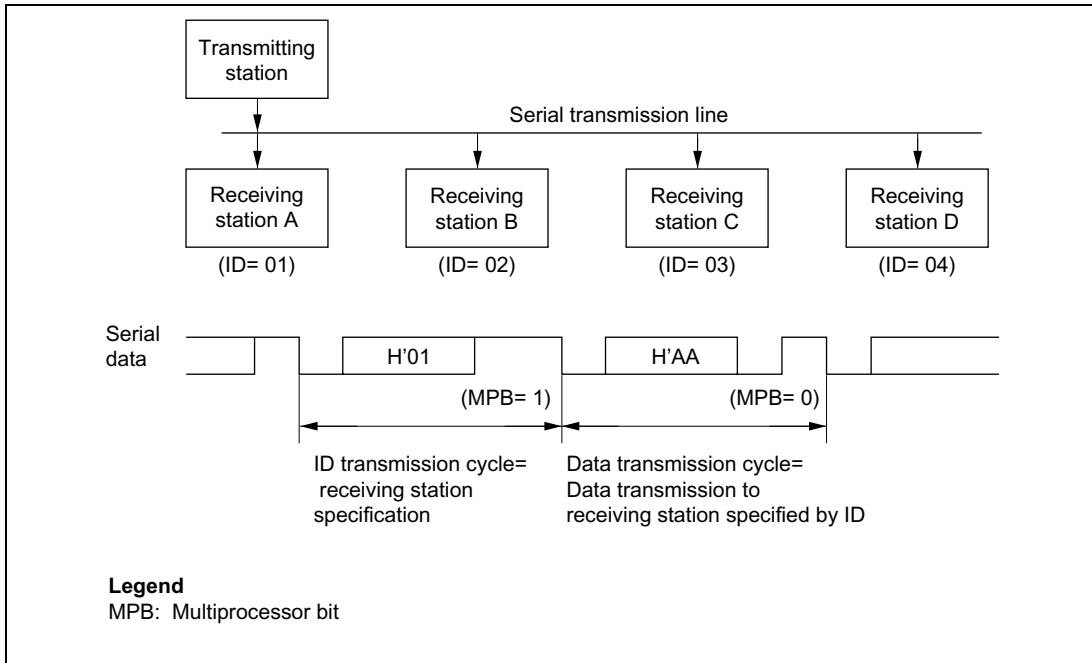 Transmitting
station
Serial transmission line
Receiving
station A
Receiving
station B
Receiving
station C
Receiving
station D
(ID= 01)
(ID= 02)
(ID= 03)
(ID= 04)
Serial
data
H'01
H'AA
(MPB= 1)
(MPB= 0)
ID transmission cycle=
receiving station
specification
Data transmission cycle=
Data transmission to
receiving station specified by ID
Legend
MPB: Multiprocessor bit